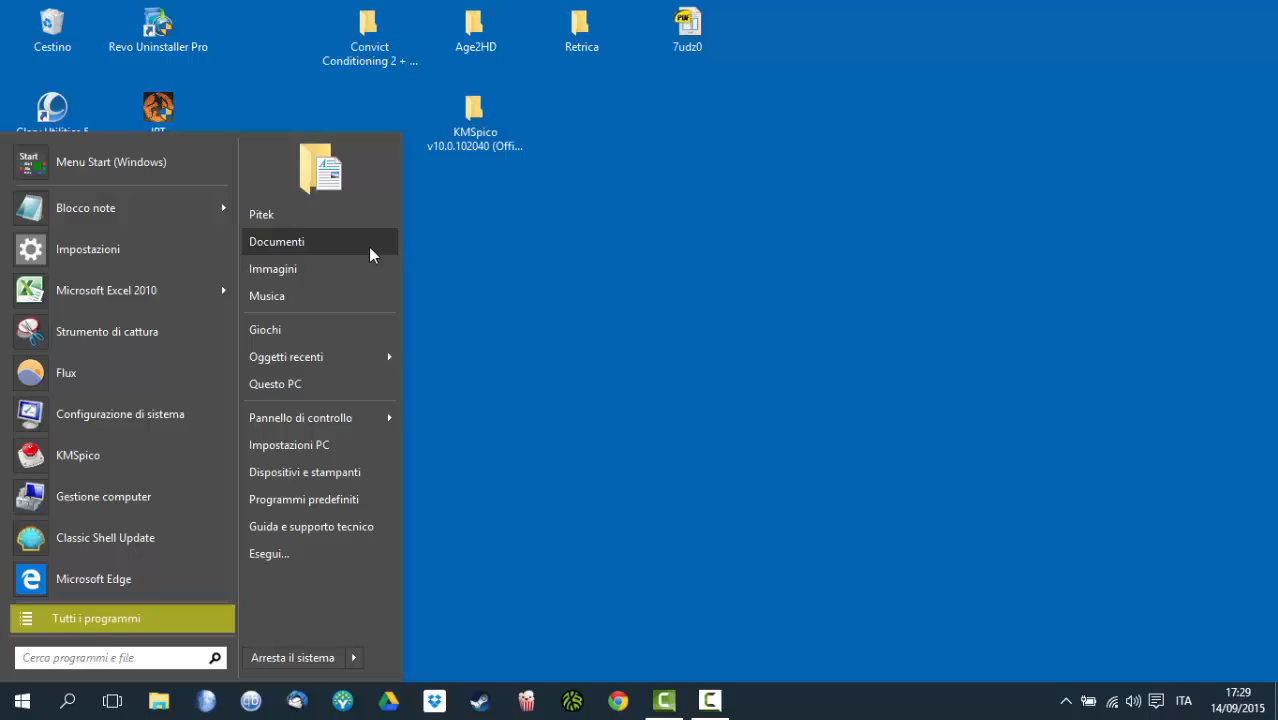 Cestino
Revo Uninstaller Pro
Convict
Conditioning 2 + ...
Age2HD
Retrica
7udz0
PDF
KMSpico
v10.0.102040 (Offi...
Start
Menu Start (Windows)
Blocco note
Impostazioni
Microsoft Excel 2010
Strumento di cattura
Flux
Configurazione di sistema
KMSpico
Gestione computer
Classic Shell Update
Microsoft Edge
Tutti i programmi
Cerca programmi e file
Pitek
Documenti
Immagini
Musica
Giochi
Oggetti recenti
Questo PC
Pannello di controllo
Impostazioni PC
Dispositivi e stampanti
Programmi predefiniti
Guida e supporto tecnico
Esegui...
Arresta il sistema
ITA
17:29
14/09/2015